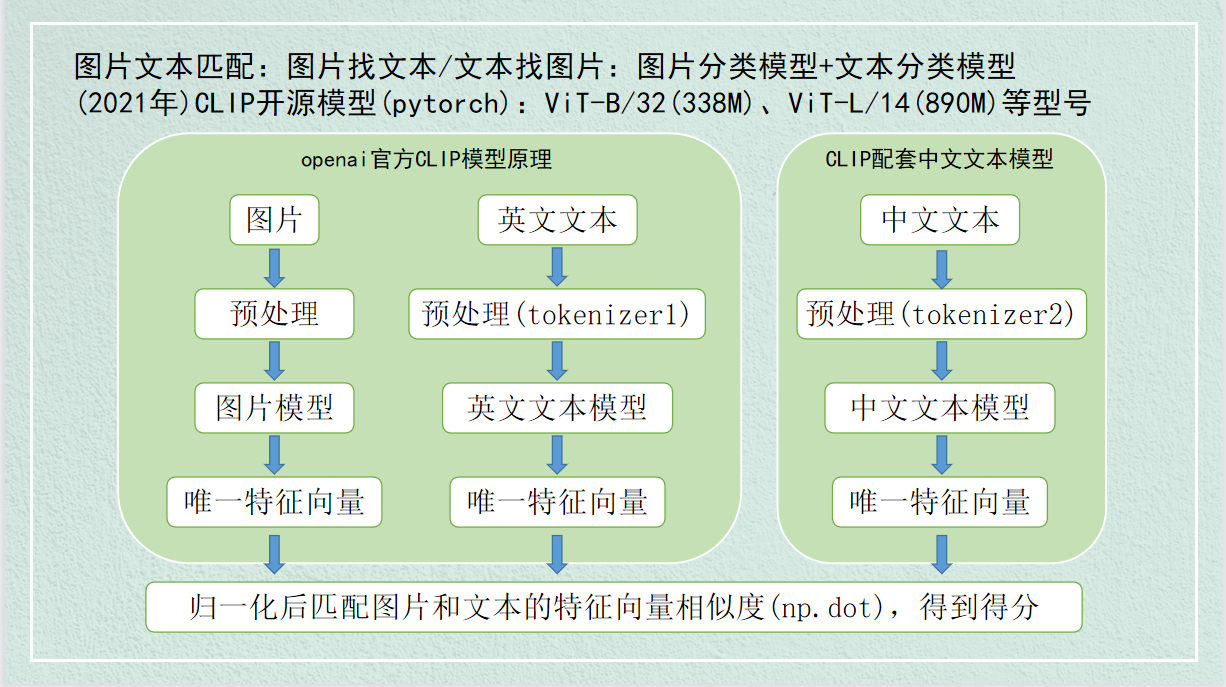 图片文本匹配：图片找文本/文本找图片：图片分类模型+文本分类模型
(2021年)CLIP开源模型(pytorch)：ViT-B/32(338M)、ViT-L/14(890M)等型号
openai官方CLIP模型原理
图片
英文文本
预处理
预处理(tokenizer1)
图片模型
英文文本模型
唯一特征向量
唯一特征向量
CLIP配套中文文本模型
中文文本
预处理(tokenizer2)
中文文本模型
唯一特征向量
归一化后匹配图片和文本的特征向量相似度(np.dot)，得到得分